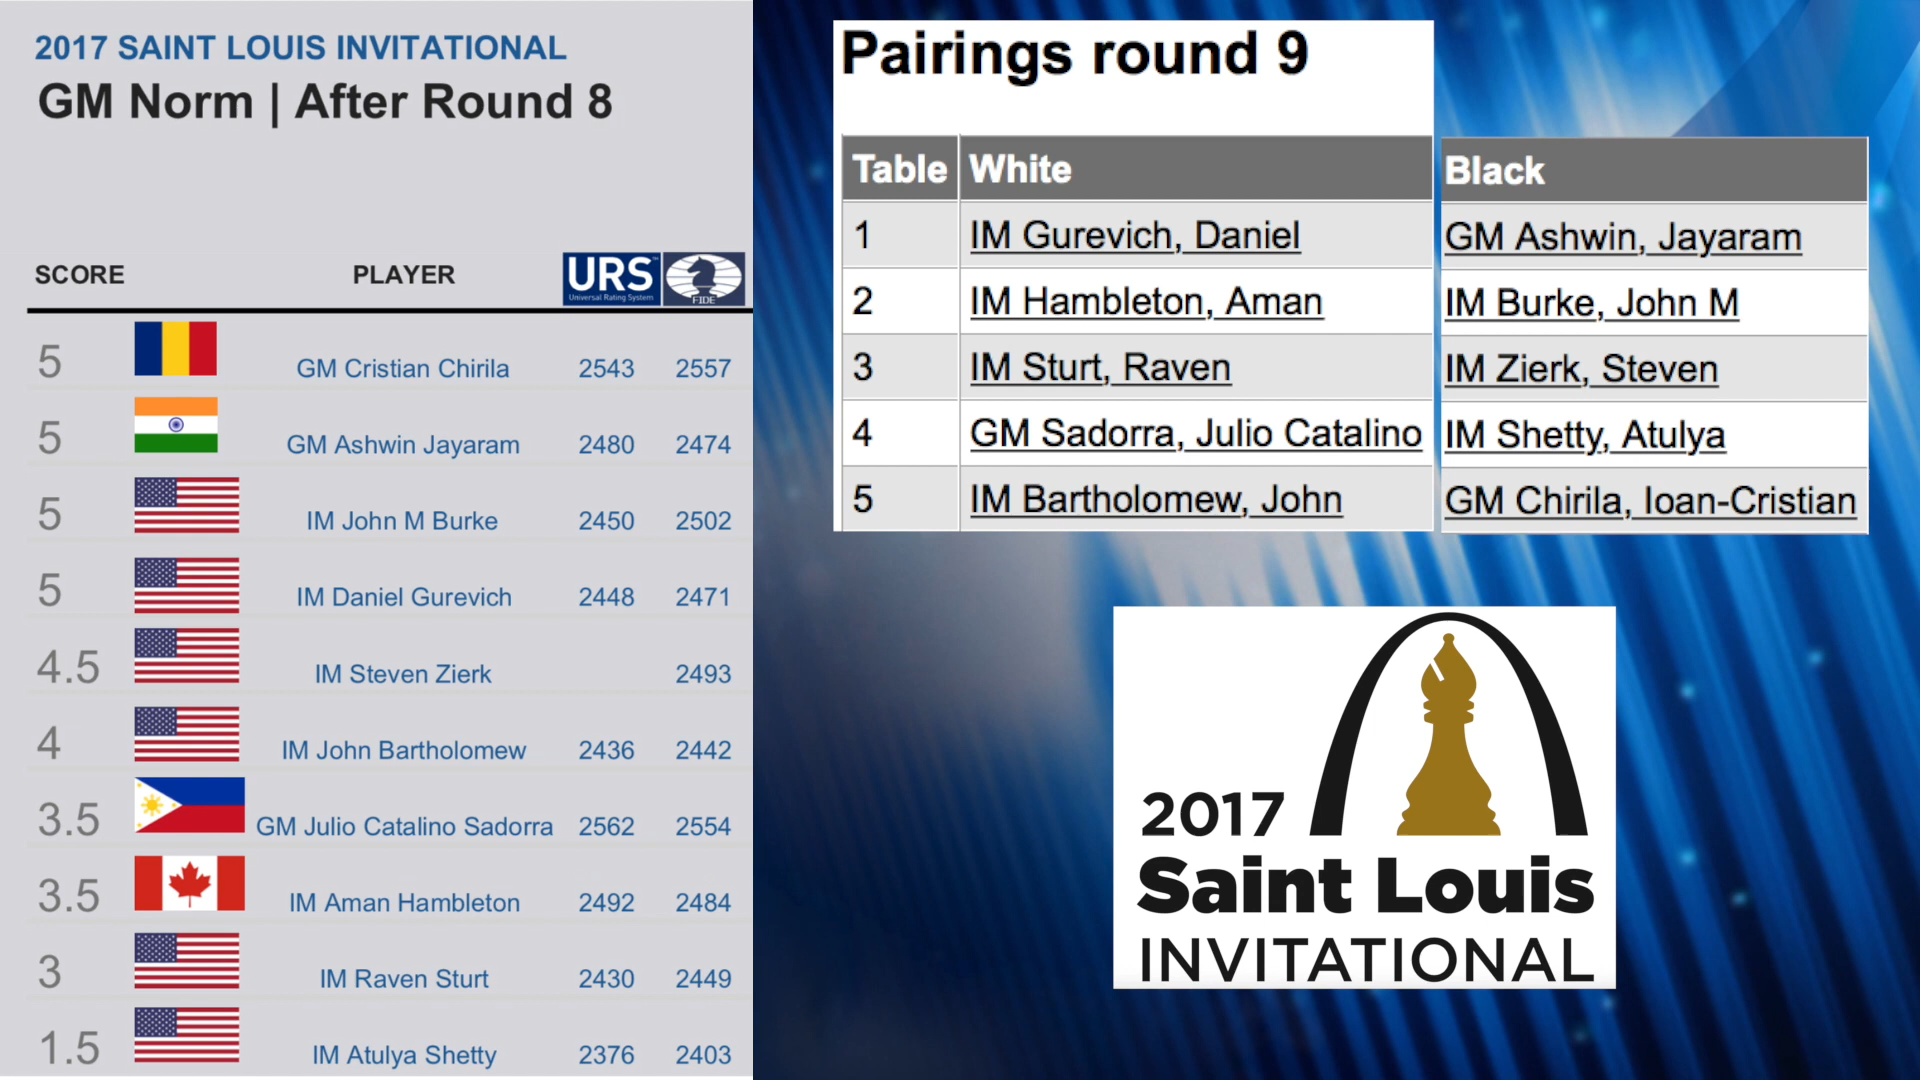 2017 SAINT LOUIS INVITATIONAL
GM Norm | After Round 8
SCORE PLAYER URS™ Universal Rating System FIDE
5 GM Cristian Chirila 2543 2557
5 GM Ashwin Jayaram 2480 2474
5 IM John M Burke 2450 2502
5 IM Daniel Gurevich 2448 2471
4.5 IM Steven Zierk 2493
4 IM John Bartholomew 2436 2442
3.5 GM Julio Catalino Sadorra 2562 2554
3.5 IM Aman Hambleton 2492 2484
3 IM Raven Sturt 2430 2449
1.5 IM Atulya Shetty 2376 2403
Pairings round 9
Table White Black
1 IM Gurevich, Daniel GM Ashwin, Jayaram
2 IM Hambleton, Aman IM Burke, John M
3 IM Sturt, Raven IM Zierk, Steven
4 GM Sadorra, Julio Catalino IM Shetty, Atulya
5 IM Bartholomew, John GM Chirila, Ioan-Cristian
2017
Saint Louis
INVITATIONAL